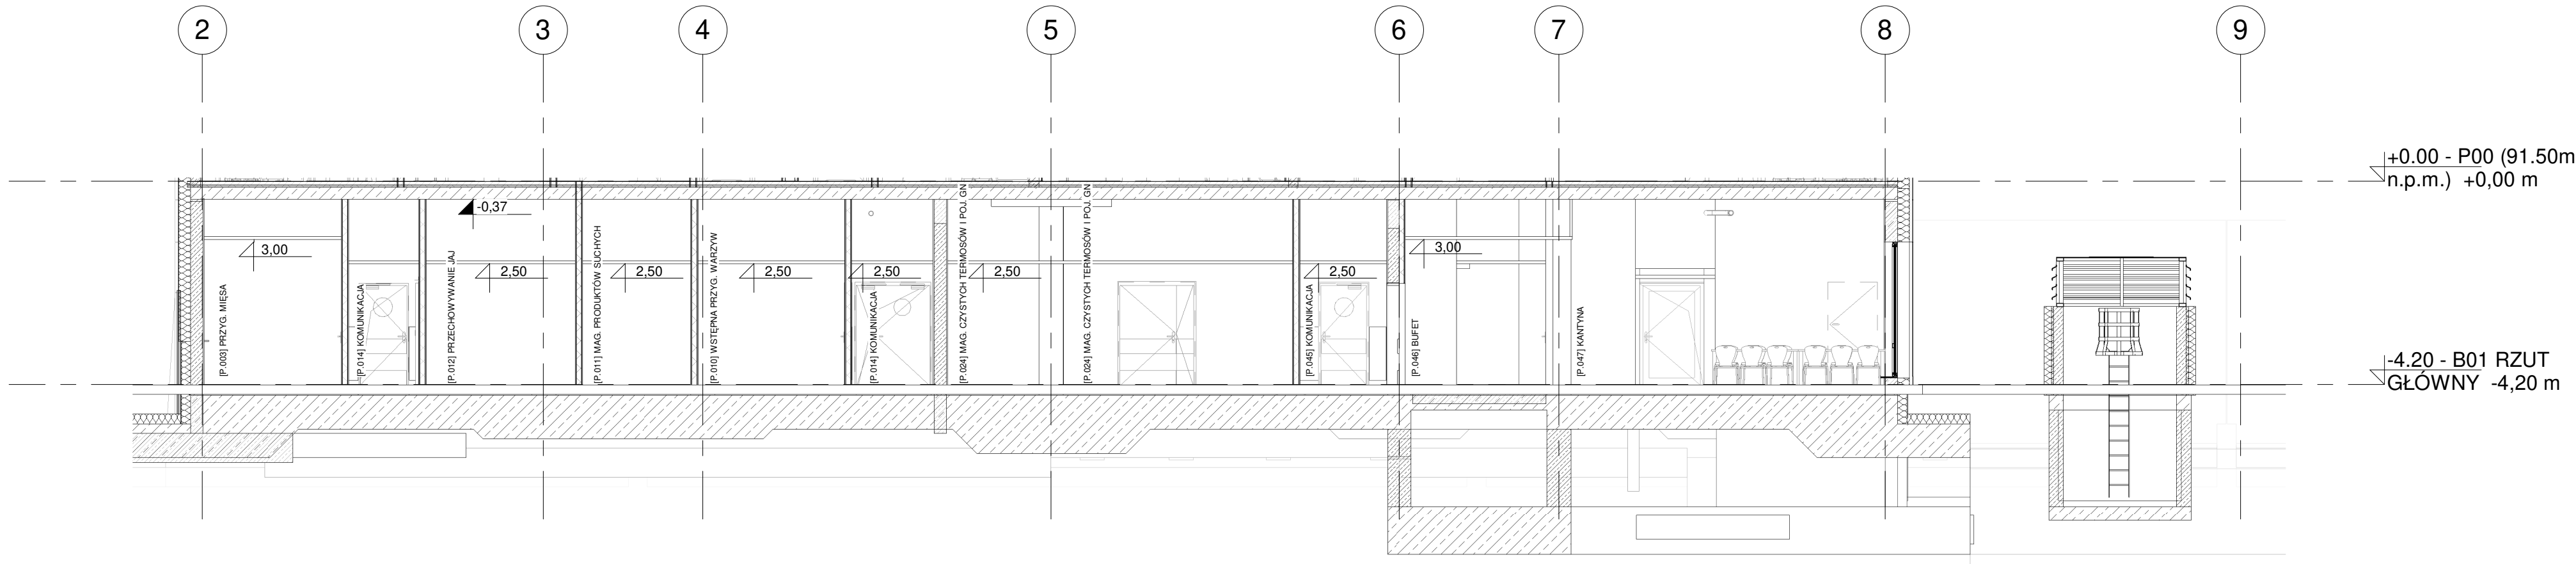 2
3
4
5
6
7
8
9
+0.00 - P00 (91.50m
n.p.m.) +0,00 m
-0,37
3,00
2,50
2,50
2,50
2,50
2,50
2,50
3,00
[P.003] PRZYG. MIĘSA
[P.014] KOMUNIKACJA
[P.012] PRZECHOWYWANIE JAJ
[P.011] MAG. PRODUKTÓW SUCHYCH
[P.010] WSTĘPNA PRZYG. WARZYW
[P.014] KOMUNIKACJA
[P.024] MAG. CZYSTYCH TERMOSÓW I POJ. GN
[P.024] MAG. CZYSTYCH TERMOSÓW I POJ. GN
[P.045] KOMUNIKACJA
[P.046] BUFET
[P.047] KANTYNA
-4.20 - B01 RZUT
GŁÓWNY -4,20 m